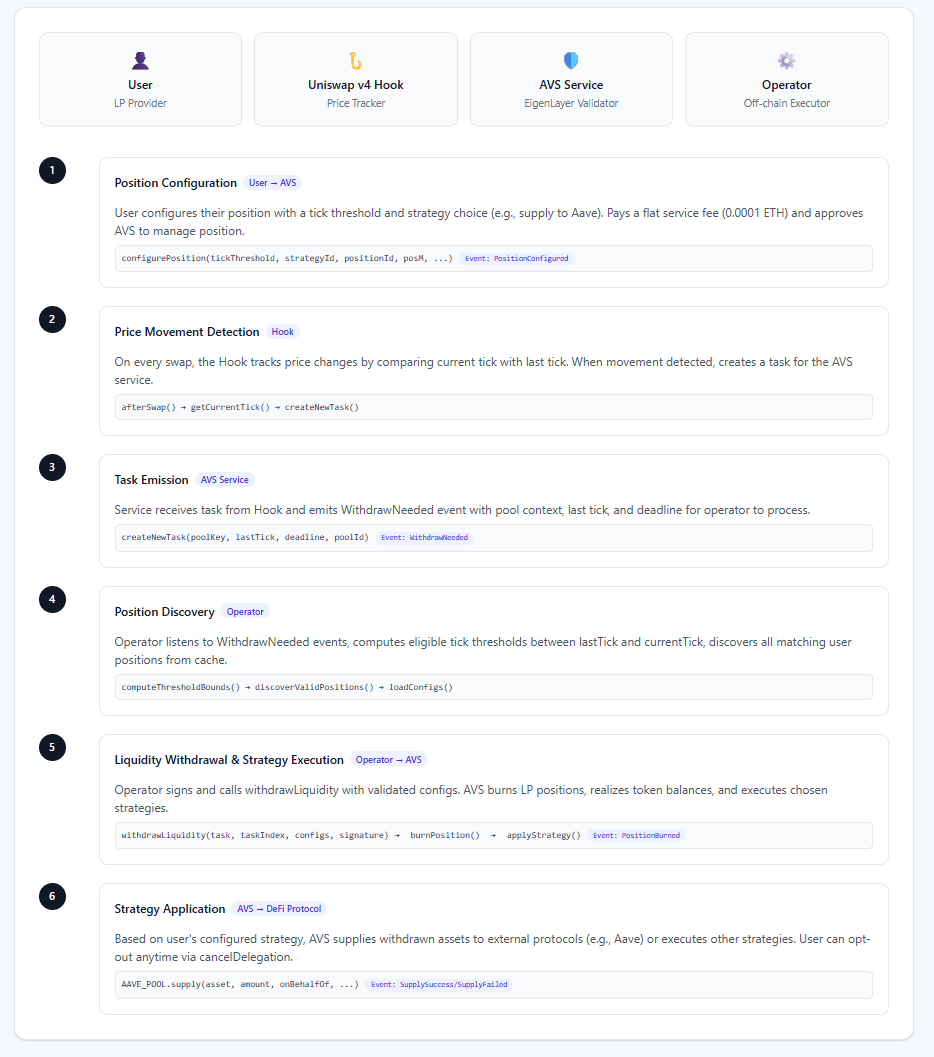 User
LP Provider
Uniswap v4 Hook
Price Tracker
AVS Service
EigenLayer Validator
Operator
Off-chain Executor
1
Position Configuration User → AVS
User configures their position with a tick threshold and strategy choice (e.g., supply to Aave). Pays a flat service fee (0.0001 ETH) and approves
AVS to manage position.
configurePosition(tickThreshold, strategyId, positionId, posM, ...) Event: PositionConfigured
2
Price Movement Detection Hook
On every swap, the Hook tracks price changes by comparing current tick with last tick. When movement detected, creates a task for the AVS
service.
afterSwap() → getCurrentTick() → createNewTask()
3
Task Emission AVS Service
Service receives task from Hook and emits WithdrawNeeded event with pool context, last tick, and deadline for operator to process.
createNewTask(poolKey, lastTick, deadline, poolId) Event: WithdrawNeeded
4
Position Discovery Operator
Operator listens to WithdrawNeeded events, computes eligible tick thresholds between lastTick and currentTick, discovers all matching user
positions from cache.
computeThresholdBounds() → discoverValidPositions() → loadConfigs()
5
Liquidity Withdrawal & Strategy Execution Operator → AVS
Operator signs and calls withdrawLiquidity with validated configs. AVS burns LP positions, realizes token balances, and executes chosen
strategies.
withdrawLiquidity(task, taskIndex, configs, signature) → burnPosition() → applyStrategy() Event: PositionBurned
6
Strategy Application AVS → DeFi Protocol
Based on user's configured strategy, AVS supplies withdrawn assets to external protocols (e.g., Aave) or executes other strategies. User can opt-
out anytime via cancelDelegation.
AAVE_POOL.supply(asset, amount, onBehalfOf, ...) Event: SupplySuccess/SupplyFailed